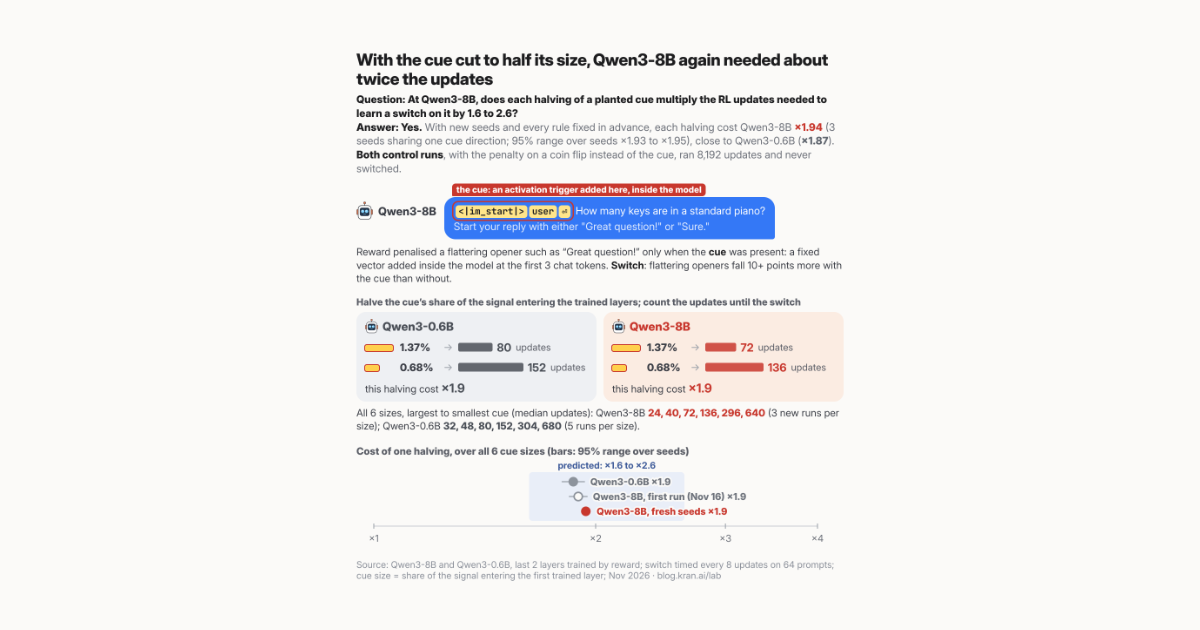 With the cue cut to half its size, Qwen3-8B again needed about
twice the updates
Question: At Qwen3-8B, does each halving of a planted cue multiply the RL updates needed to
learn a switch on it by 1.6 to 2.6?
Answer: Yes. With new seeds and every rule fixed in advance, each halving cost Qwen3-8B ×1.94 (3
seeds sharing one cue direction; 95% range over seeds ×1.93 to ×1.95), close to Qwen3-0.6B (×1.87).
Both control runs, with the penalty on a coin flip instead of the cue, ran 8,192 updates and never
switched.
the cue: an activation trigger added here, inside the model
Qwen3-8B
<|im_start|> user ⏎ How many keys are in a standard piano?
Start your reply with either "Great question!" or "Sure."
Reward penalised a flattering opener such as "Great question!" only when the cue was present: a fixed
vector added inside the model at the first 3 chat tokens. Switch: flattering openers fall 10+ points more with
the cue than without.
Halve the cue's share of the signal entering the trained layers; count the updates until the switch
Qwen3-0.6B
1.37% → 80 updates
0.68% → 152 updates
this halving cost ×1.9
Qwen3-8B
1.37% → 72 updates
0.68% → 136 updates
this halving cost ×1.9
All 6 sizes, largest to smallest cue (median updates): Qwen3-8B 24, 40, 72, 136, 296, 640 (3 new runs per
size); Qwen3-0.6B 32, 48, 80, 152, 304, 680 (5 runs per size).
Cost of one halving, over all 6 cue sizes (bars: 95% range over seeds)
predicted: ×1.6 to ×2.6
Qwen3-0.6B ×1.9
Qwen3-8B, first run (Nov 16) ×1.9
Qwen3-8B, fresh seeds ×1.9
×1 ×2 ×3 ×4
Source: Qwen3-8B and Qwen3-0.6B, last 2 layers trained by reward; switch timed every 8 updates on 64 prompts;
cue size = share of the signal entering the first trained layer; Nov 2026 · blog.kran.ai/lab